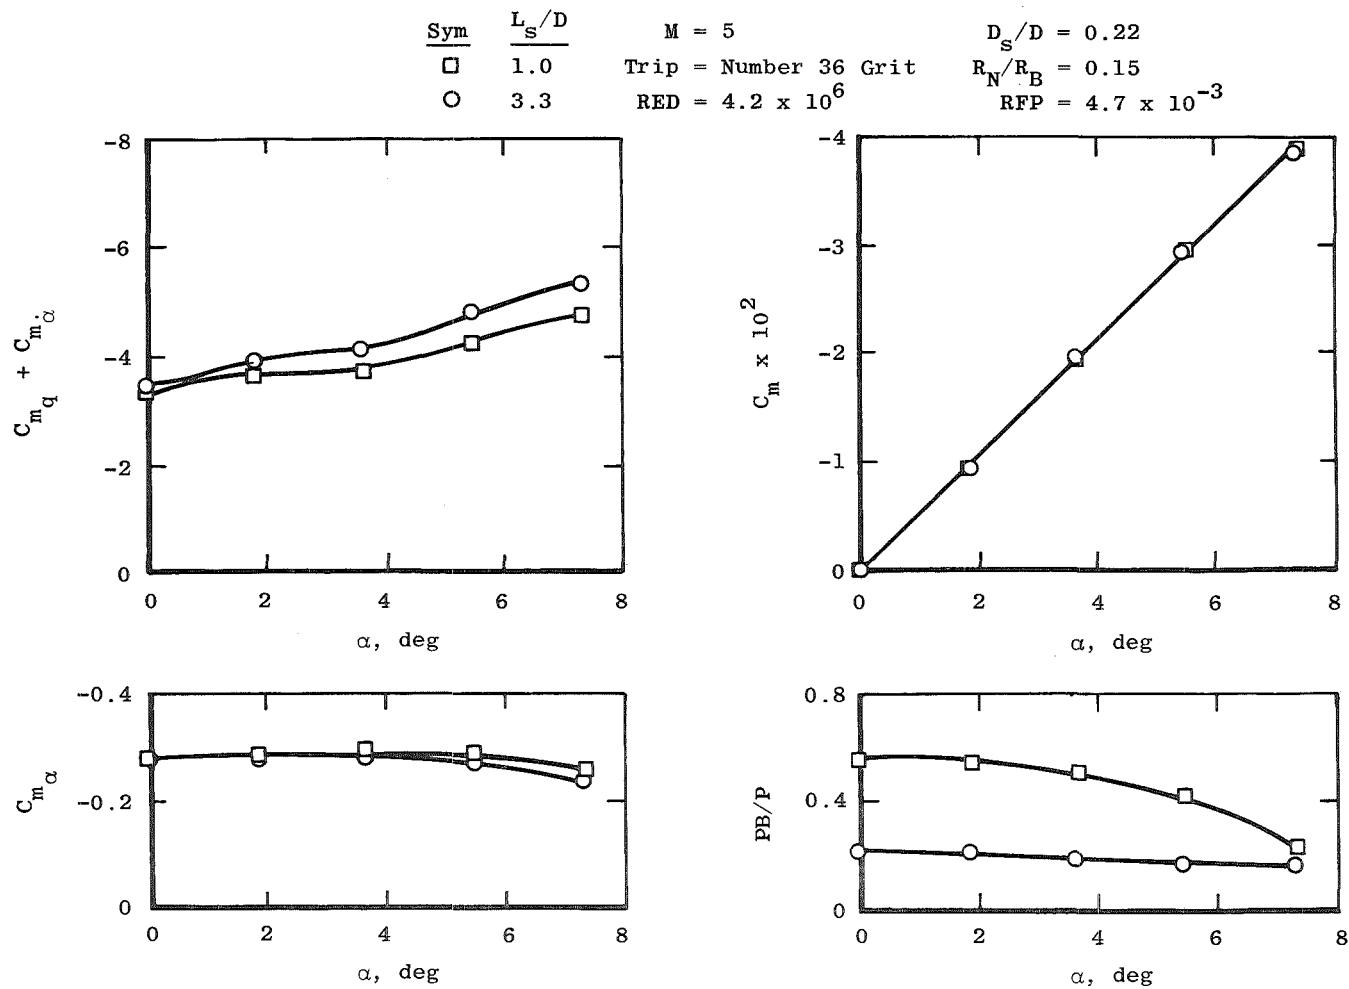 Sym L_s/D M = 5 D_s/D = 0.22
□ 1.0 Trip = Number 36 Grit R_N/R_B = 0.15
○ 3.3 RED = 4.2 x 10^6 RFP = 4.7 x 10^-3
-8
-6
-4
-2
0
C_mq + C_mα̇
0 2 4 6 8
α, deg
-4
-3
-2
-1
0
C_m x 10^2
0 2 4 6 8
α, deg
-0.4
-0.2
0
C_mα
0 2 4 6 8
α, deg
0.8
0.4
0
PB/P
0 2 4 6 8
α, deg